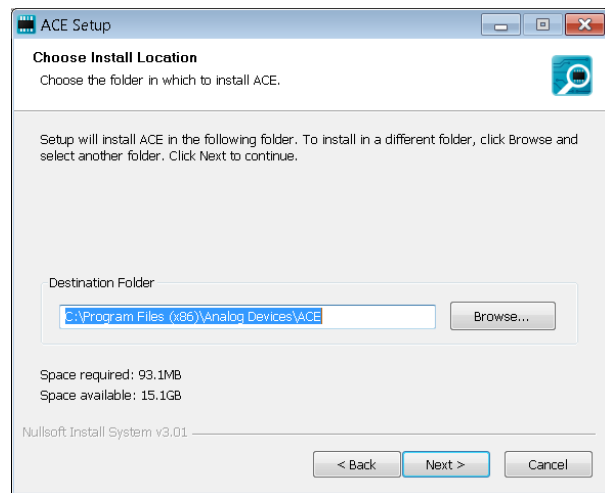 ACE Setup
Choose Install Location
Choose the folder in which to install ACE.
Setup will install ACE in the following folder. To install in a different folder, click Browse and
select another folder. Click Next to continue.
Destination Folder
C:\Program Files (x86)\Analog Devices\ACE
Browse...
Space required: 93.1MB
Space available: 15.1GB
Nullsoft Install System v3.01
< Back
Next >
Cancel